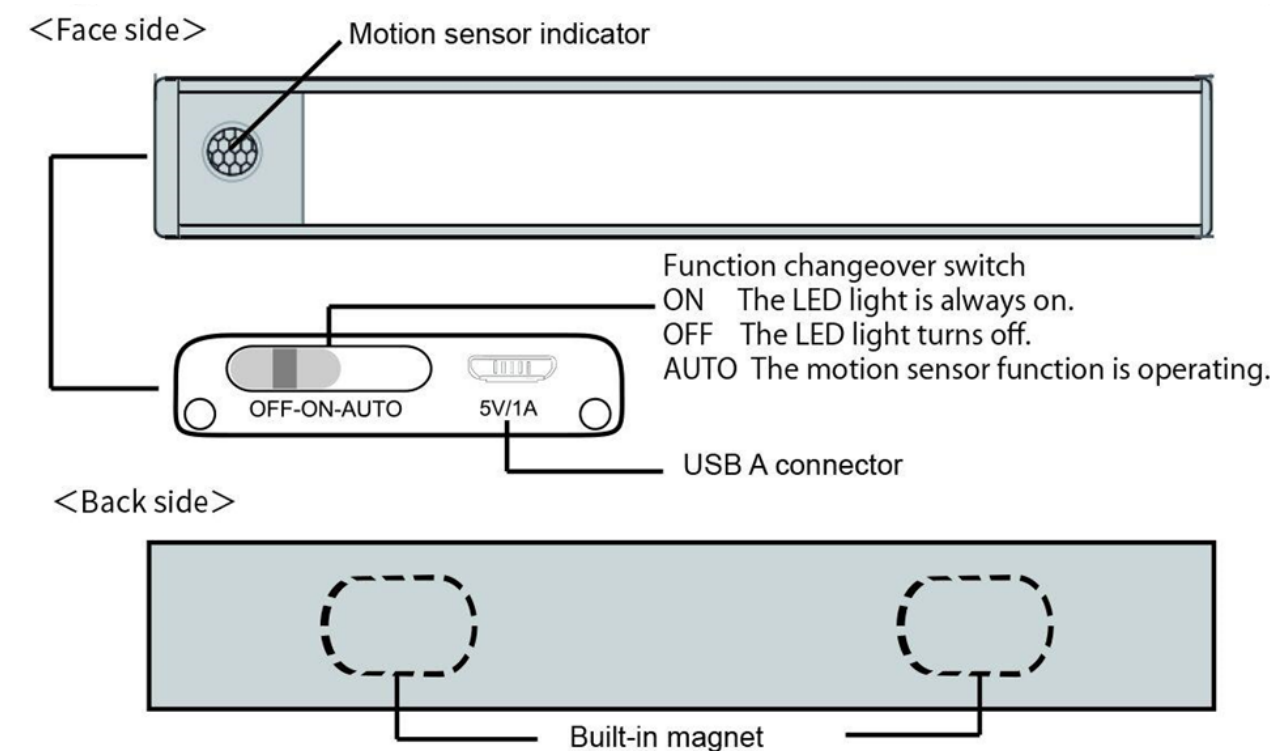 <Face side>
Motion sensor indicator
Function changeover switch
ON The LED light is always on.
OFF The LED light turns off.
AUTO The motion sensor function is operating.
OFF-ON-AUTO
5V/1A
USB A connector
<Back side>
Built-in magnet